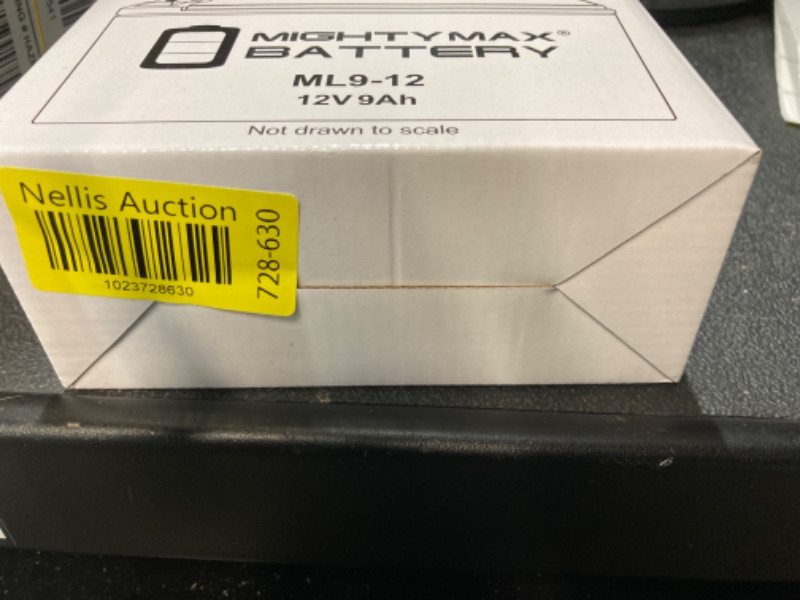 MIGHTYMAX®
BATTERY
ML9-12
12V 9Ah
Not drawn to scale
Nellis Auction
1023728630
728-630